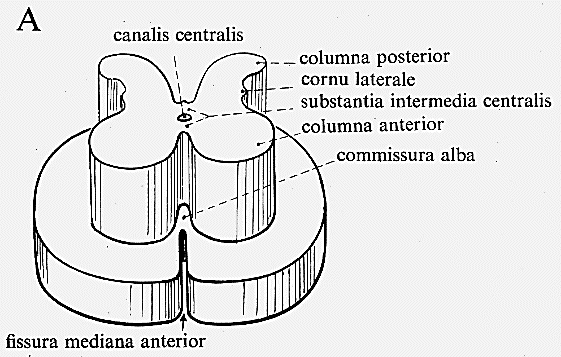 A
canalis centralis
columna posterior
cornu laterale
substantia intermedia centralis
columna anterior
commissura alba
fissura mediana anterior